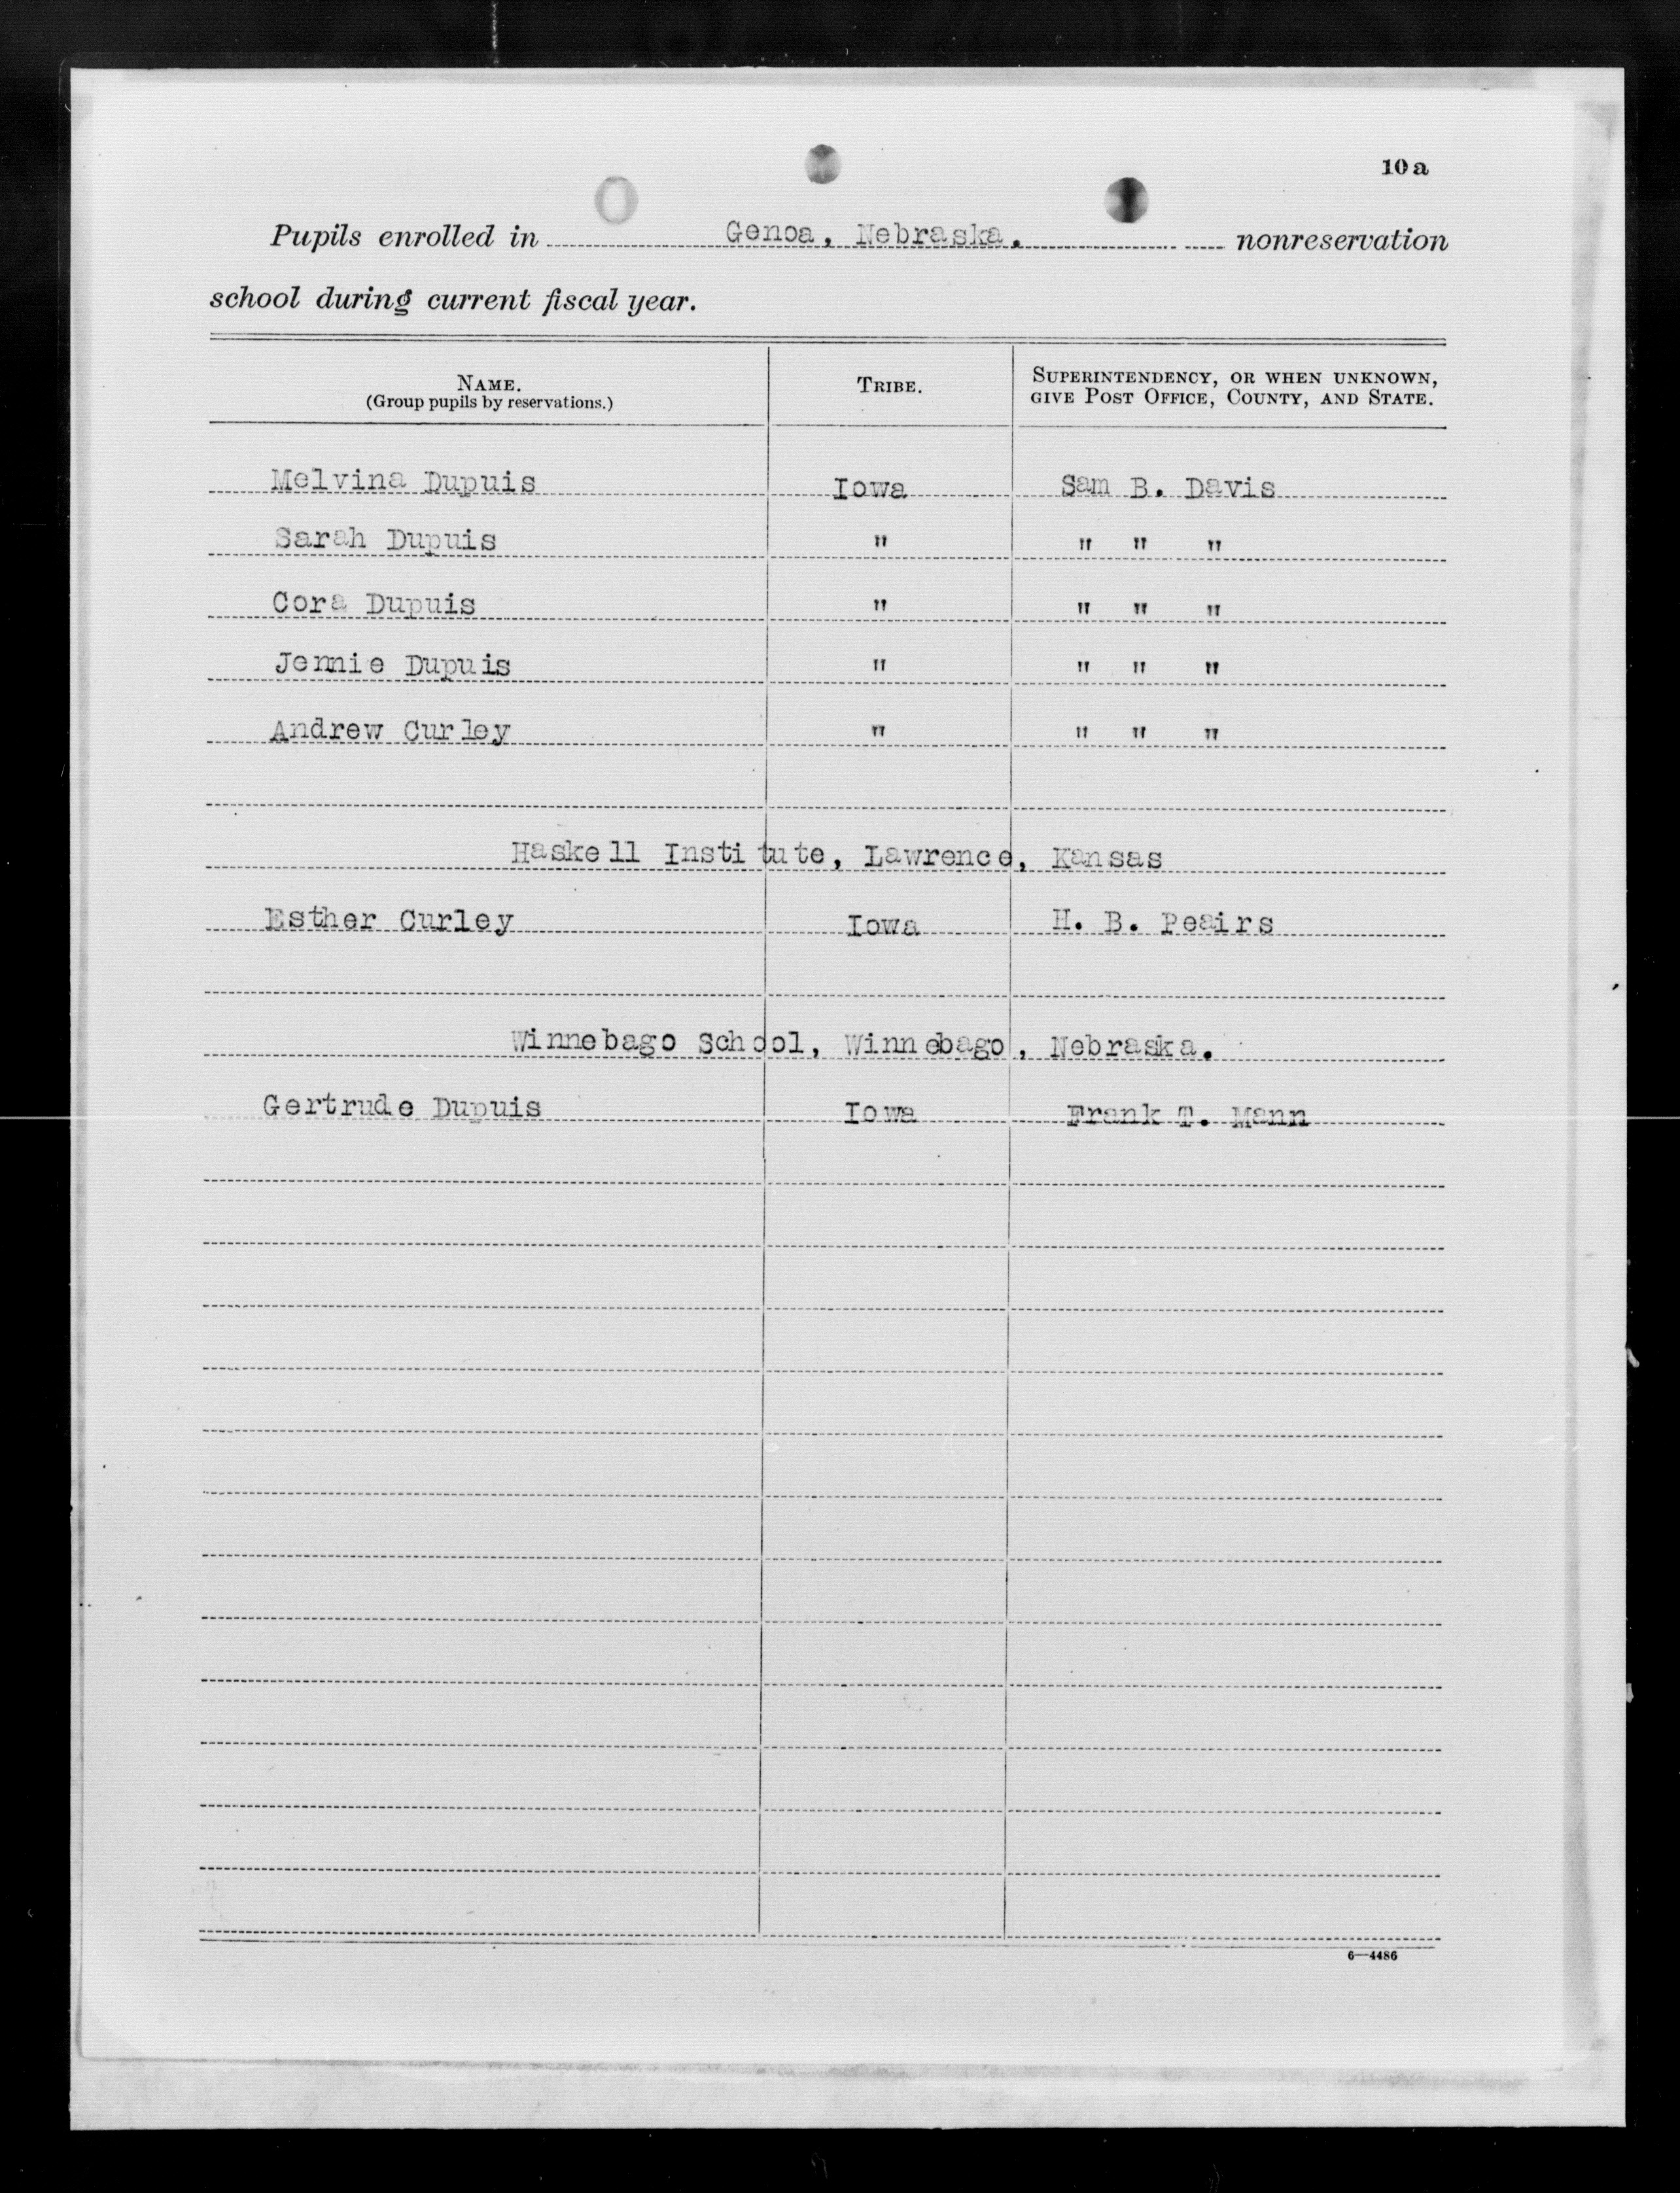 10a
Pupils enrolled in Genoa, Nebraska. nonreservation
school during current fiscal year.
NAME. TRIBE. SUPERINTENDENCY, OR WHEN UNKNOWN,
(Group pupils by reservations.) GIVE POST OFFICE, COUNTY, AND STATE.
Melvina Dupuis Iowa Sam B. Davis
Sarah Dupuis " " " "
Cora Dupuis " " " "
Jennie Dupuis " " " "
Andrew Curley " " " "
Haskell Institute, Lawrence, Kansas
Esther Curley Iowa H. B. Peairs
Winnebago School, Winnebago, Nebraska.
Gertrude Dupuis Iowa Frank T. Mann
6—4486